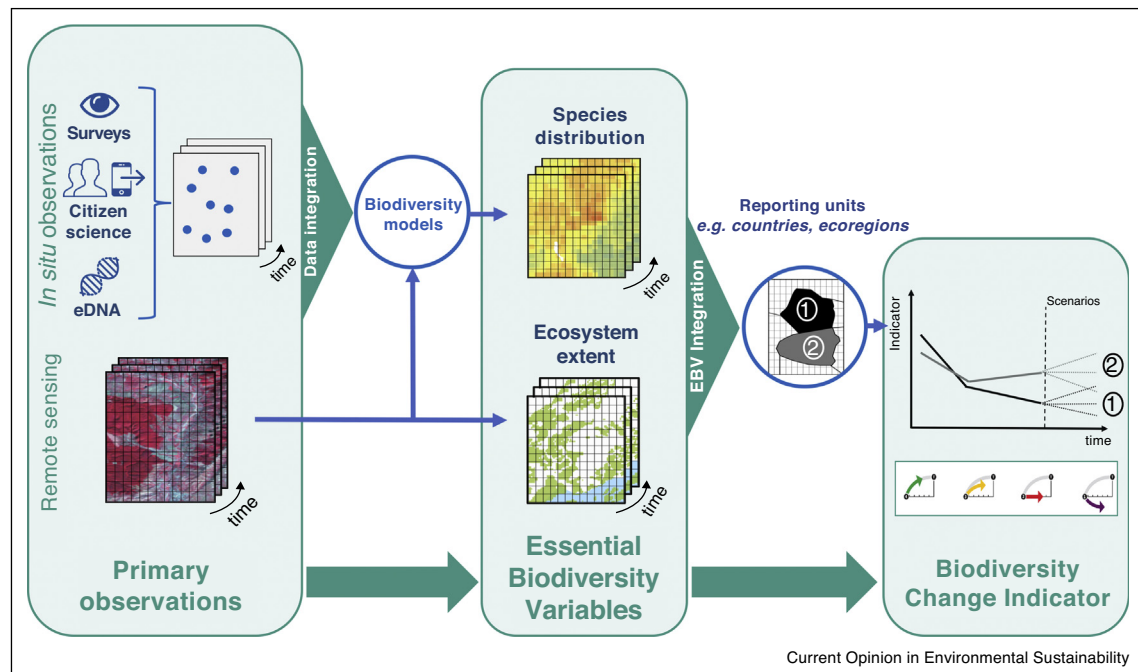 In situ observations
Surveys
Citizen
science
eDNA
time
Remote sensing
time
Primary
observations
Data integration
Biodiversity
models
Species
distribution
time
Ecosystem
extent
time
Essential
Biodiversity
Variables
EBV Integration
Reporting units
e.g. countries, ecoregions
①
②
Indicator
Scenarios
②
①
time
Biodiversity
Change Indicator
Current Opinion in Environmental Sustainability